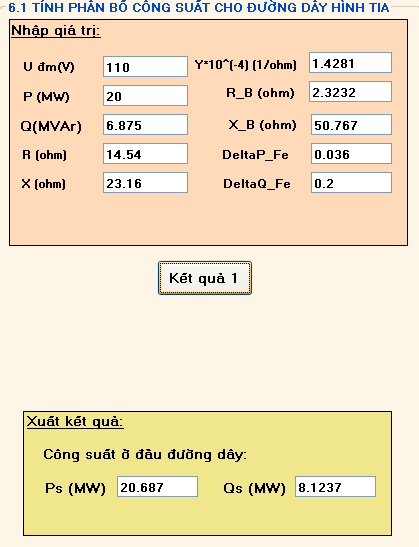 6.1 TÍNH PHÂN BỐ CÔNG SUẤT CHO ĐƯỜNG DÂY HÌNH TIA
Nhập giá trị:
U đm(V) 110 Y*10^(-4) (1/ohm) 1.4281
P (MW) 20 R_B (ohm) 2.3232
Q(MVAr) 6.875 X_B (ohm) 50.767
R (ohm) 14.54 DeltaP_Fe 0.036
X (ohm) 23.16 DeltaQ_Fe 0.2
Kết quả 1
Xuất kết quả:
Công suất ở đầu đường dây:
Ps (MW) 20.687 Qs (MW) 8.1237